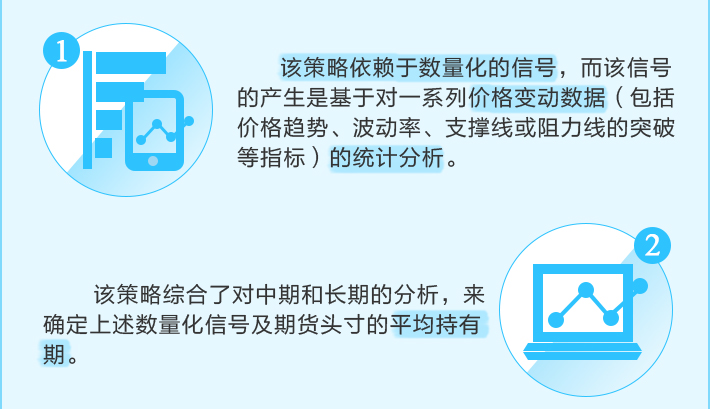 1
该策略依赖于数量化的信号，而该信号
的产生是基于对一系列价格变动数据（包括
价格趋势、波动率、支撑线或阻力线的突破
等指标）的统计分析。
2
该策略综合了对中期和长期的分析，来
确定上述数量化信号及期货头寸的平均持有
期。